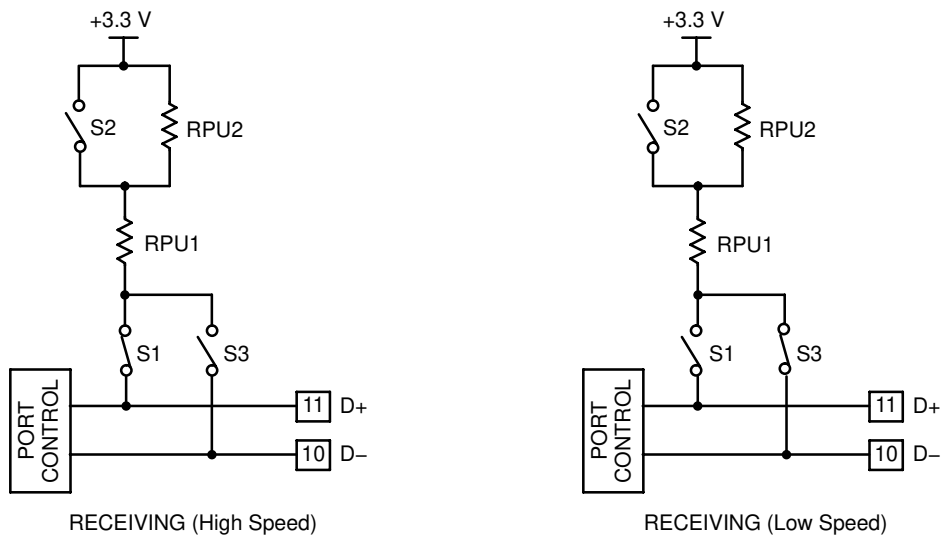 +3.3 V
S2
RPU2
RPU1
S1
S3
PORT
CONTROL
11 D+
10 D−
RECEIVING (High Speed)
+3.3 V
S2
RPU2
RPU1
S1
S3
PORT
CONTROL
11 D+
10 D−
RECEIVING (Low Speed)